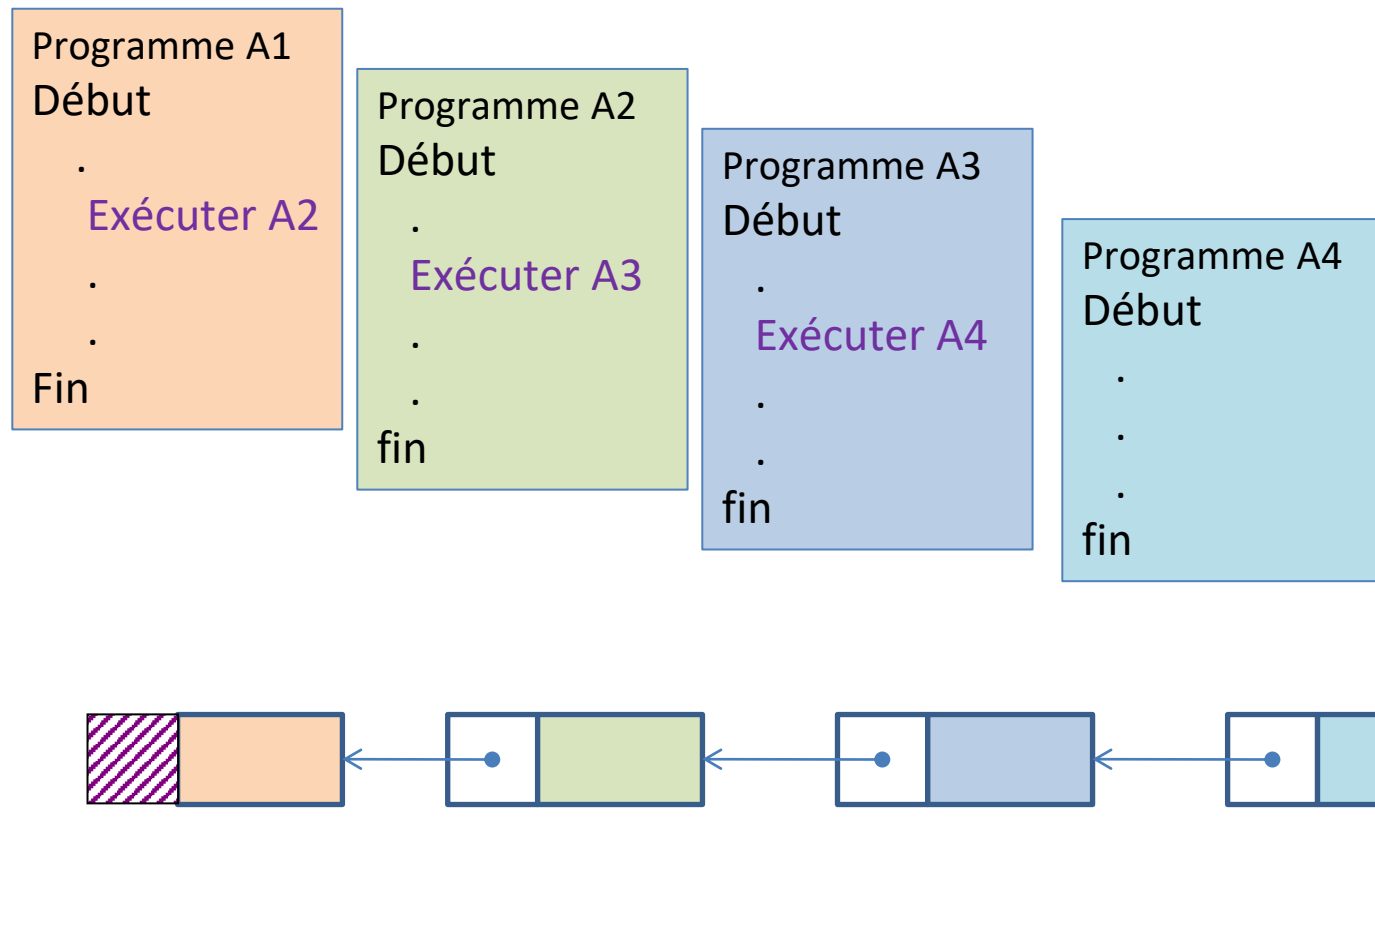 Programme A1
Début
.
Exécuter A2
.
.
Fin
Programme A2
Début
.
Exécuter A3
.
.
fin
Programme A3
Début
.
Exécuter A4
.
.
fin
Programme A4
Début
.
.
.
fin